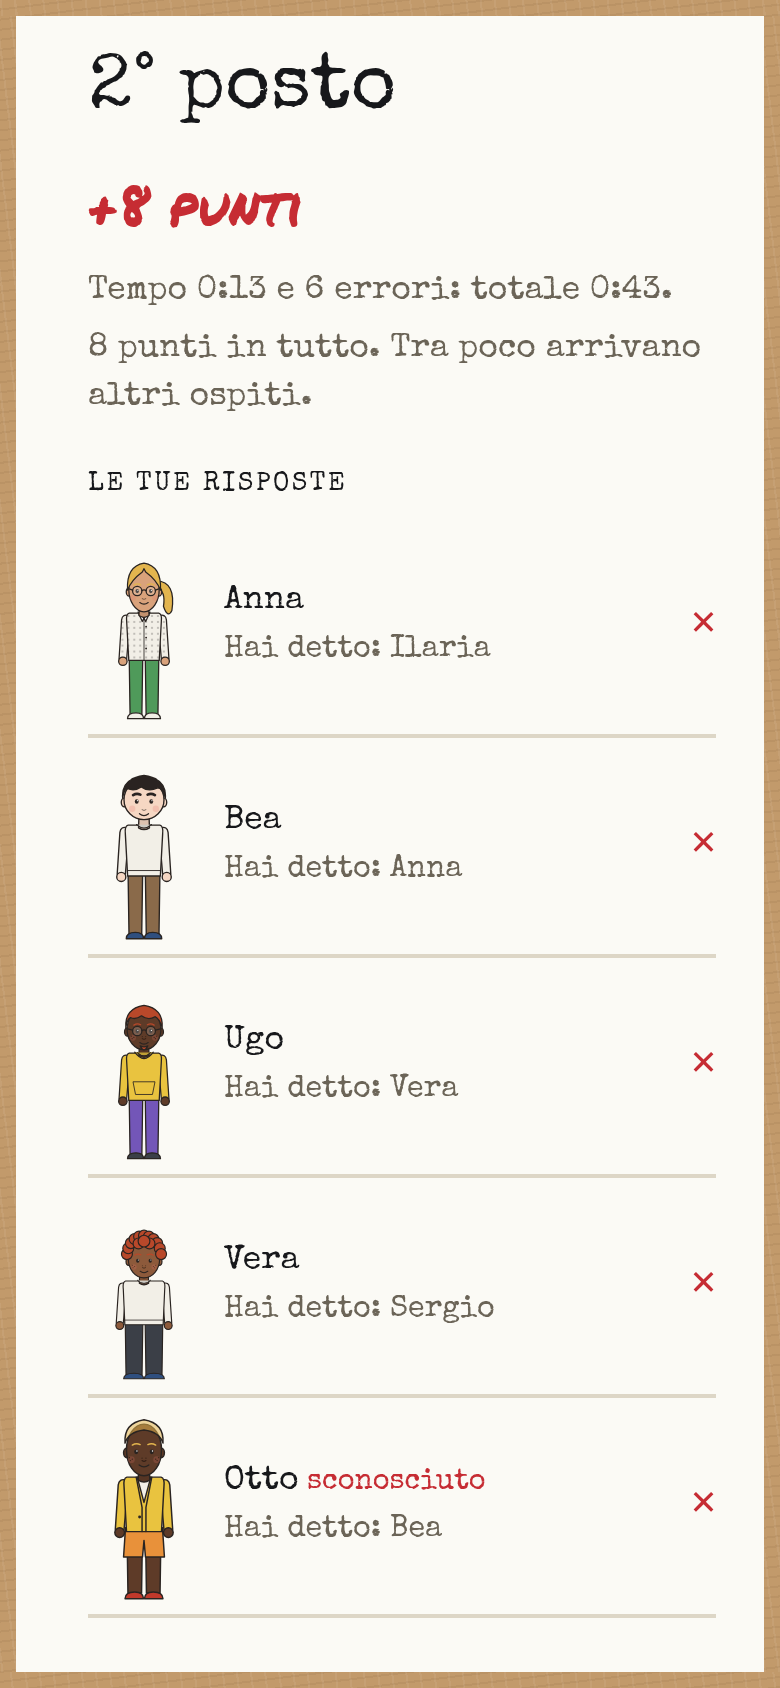 2° posto
+8 PUNTI
Tempo 0:13 e 6 errori: totale 0:43.
8 punti in tutto. Tra poco arrivano
altri ospiti.
LE TUE RISPOSTE
Anna
Hai detto: Ilaria
Bea
Hai detto: Anna
Ugo
Hai detto: Vera
Vera
Hai detto: Sergio
Otto sconosciuto
Hai detto: Bea